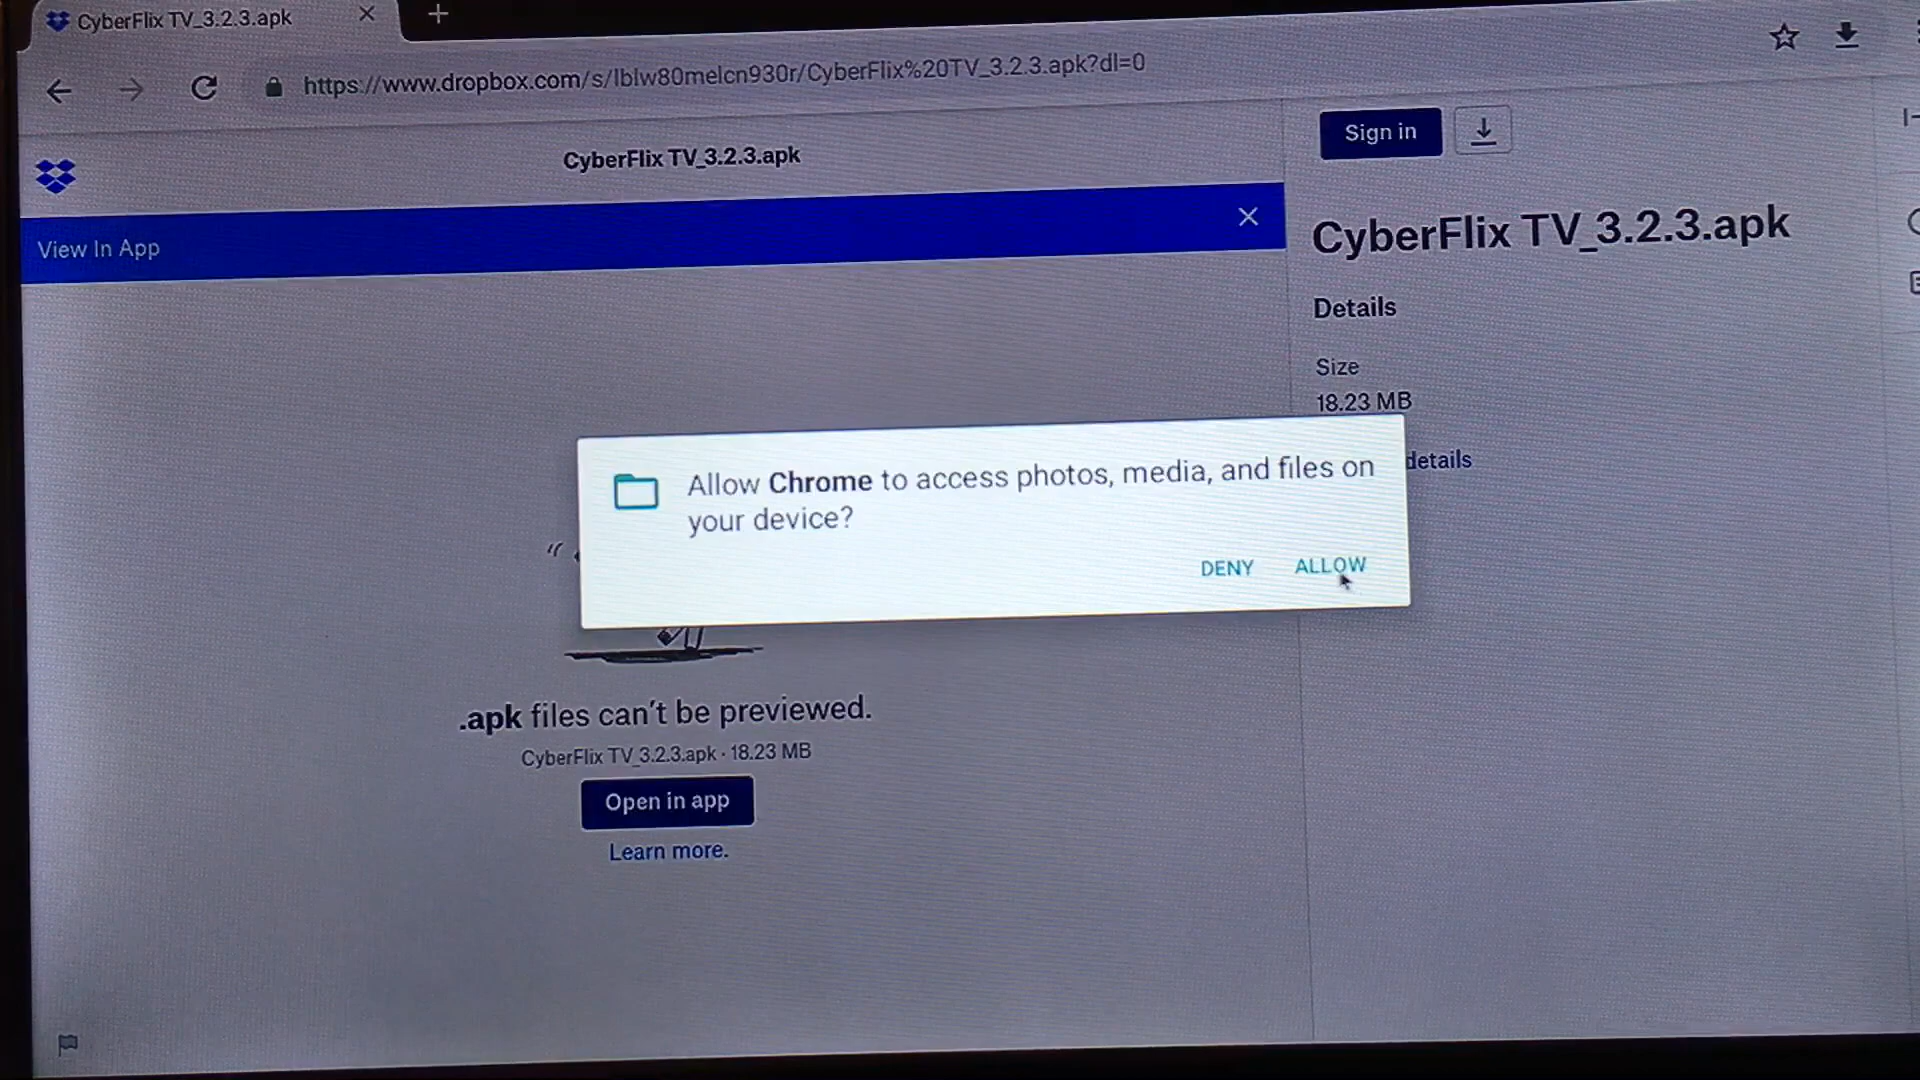 CyberFlix TV_3.2.3.apk
https://www.dropbox.com/s/lblw80melcn930r/CyberFlix%20TV_3.2.3.apk?dl=0
CyberFlix TV_3.2.3.apk
Sign in
View In App
CyberFlix TV_3.2.3.apk
Details
Size
18.23 MB
details
Allow Chrome to access photos, media, and files on
your device?
DENY ALLOW
.apk files can't be previewed.
CyberFlix TV_3.2.3.apk · 18.23 MB
Open in app
Learn more.